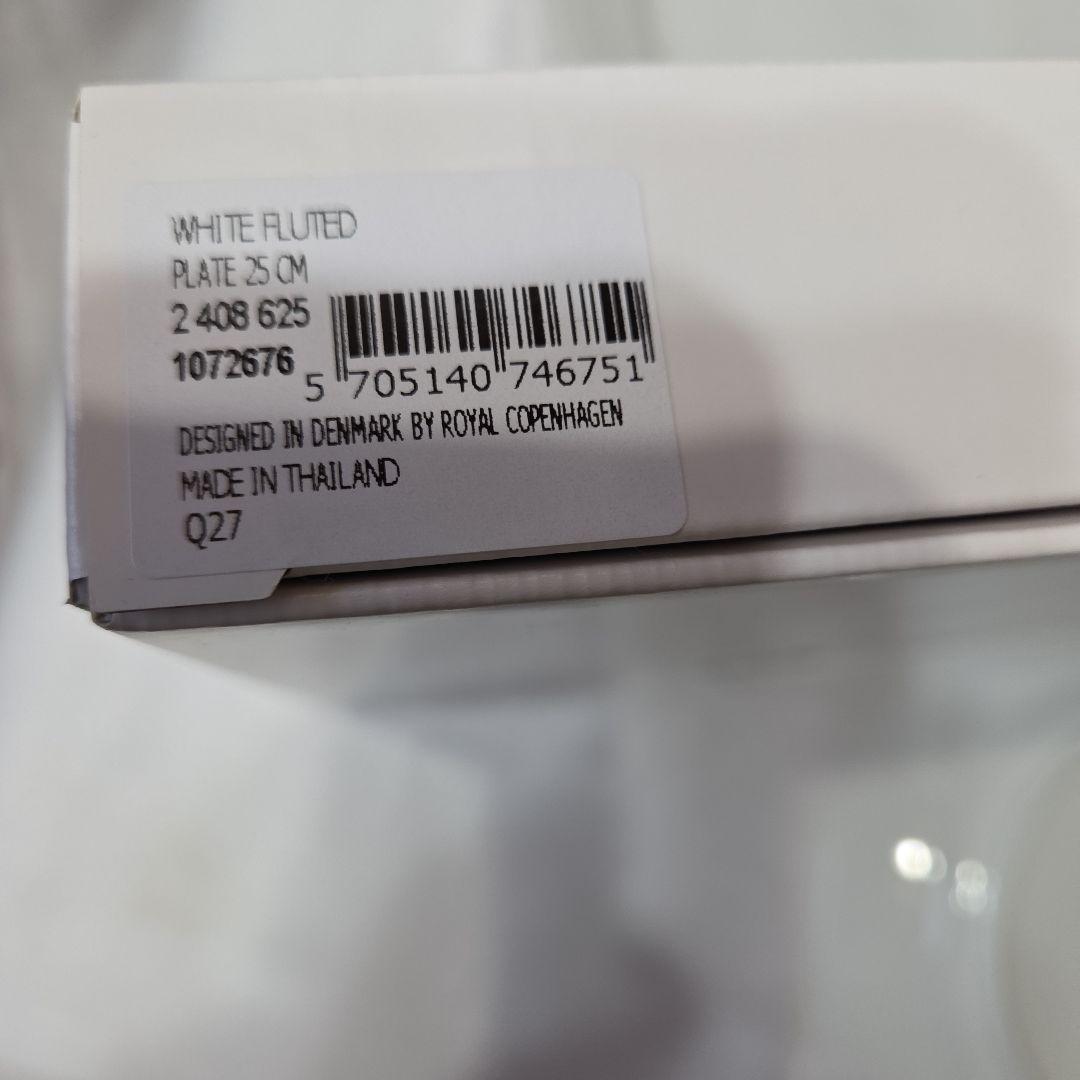 WHITE FLUTED
PLATE 25 CM
2 408 625
1072676
5 705140 746751
DESIGNED IN DENMARK BY ROYAL COPENHAGEN
MADE IN THAILAND
Q27